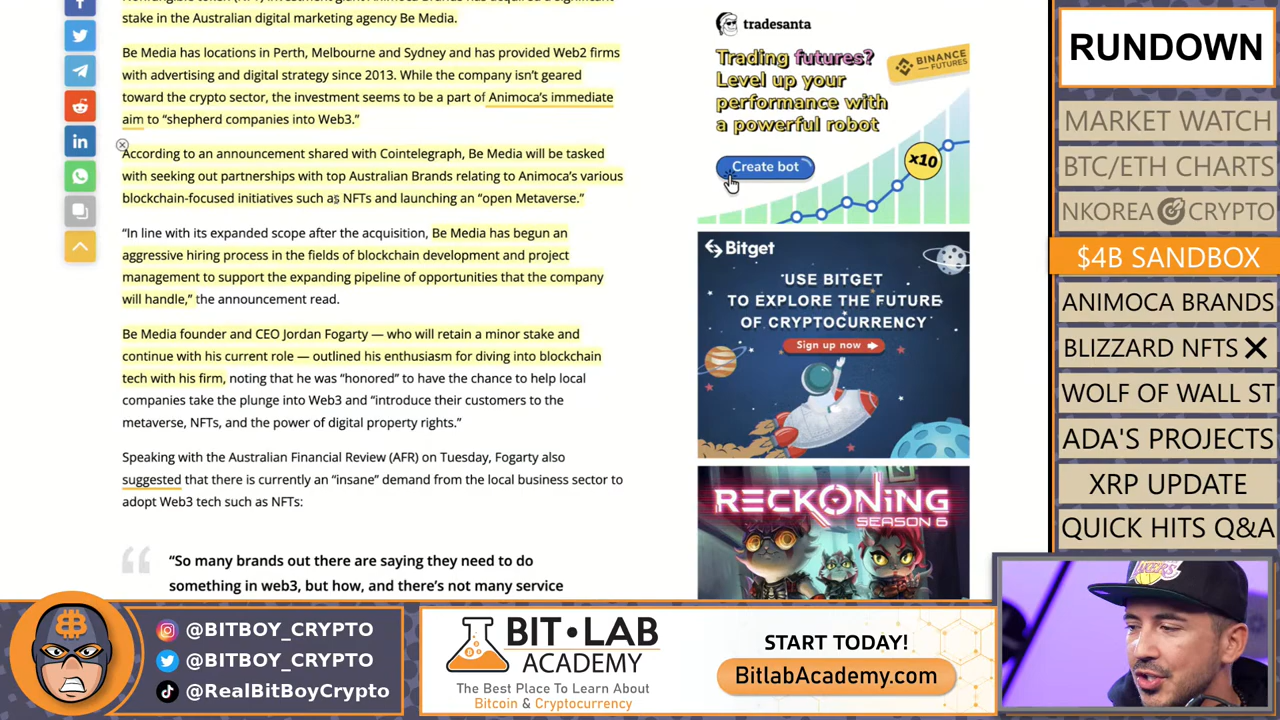 stake in the Australian digital marketing agency Be Media.
Be Media has locations in Perth, Melbourne and Sydney and has provided Web2 firms
with advertising and digital strategy since 2013. While the company isn't geared
toward the crypto sector, the investment seems to be a part of Animoca's immediate
aim to “shepherd companies into Web3.”
According to an announcement shared with Cointelegraph, Be Media will be tasked
with seeking out partnerships with top Australian Brands relating to Animoca's various
blockchain-focused initiatives such as NFTs and launching an “open Metaverse.”
“In line with its expanded scope after the acquisition, Be Media has begun an
aggressive hiring process in the fields of blockchain development and project
management to support the expanding pipeline of opportunities that the company
will handle,” the announcement read.
Be Media founder and CEO Jordan Fogarty — who will retain a minor stake and
continue with his current role — outlined his enthusiasm for diving into blockchain
tech with his firm, noting that he was “honored” to have the chance to help local
companies take the plunge into Web3 and “introduce their customers to the
metaverse, NFTs, and the power of digital property rights.”
Speaking with the Australian Financial Review (AFR) on Tuesday, Fogarty also
suggested that there is currently an “insane” demand from the local business sector to
adopt Web3 tech such as NFTs:
“So many brands out there are saying they need to do
something in web3, but how, and there's not many service
in
tradesanta
Trading futures?
Level up your
performance with
a powerful robot
BINANCE
FUTURES
Create bot
x10
Bitget
USE BITGET
TO EXPLORE THE FUTURE
OF CRYPTOCURRENCY
Sign up now
RECKONING
SEASON 6
RUNDOWN
MARKET WATCH
BTC/ETH CHARTS
NKOREA CRYPTO
$4B SANDBOX
ANIMOCA BRANDS
BLIZZARD NFTS
WOLF OF WALL ST
ADA'S PROJECTS
XRP UPDATE
QUICK HITS Q&A
@BITBOY_CRYPTO
@BITBOY_CRYPTO
@RealBitBoyCrypto
BIT•LAB
ACADEMY
The Best Place To Learn About
Bitcoin & Cryptocurrency
START TODAY!
BitlabAcademy.com